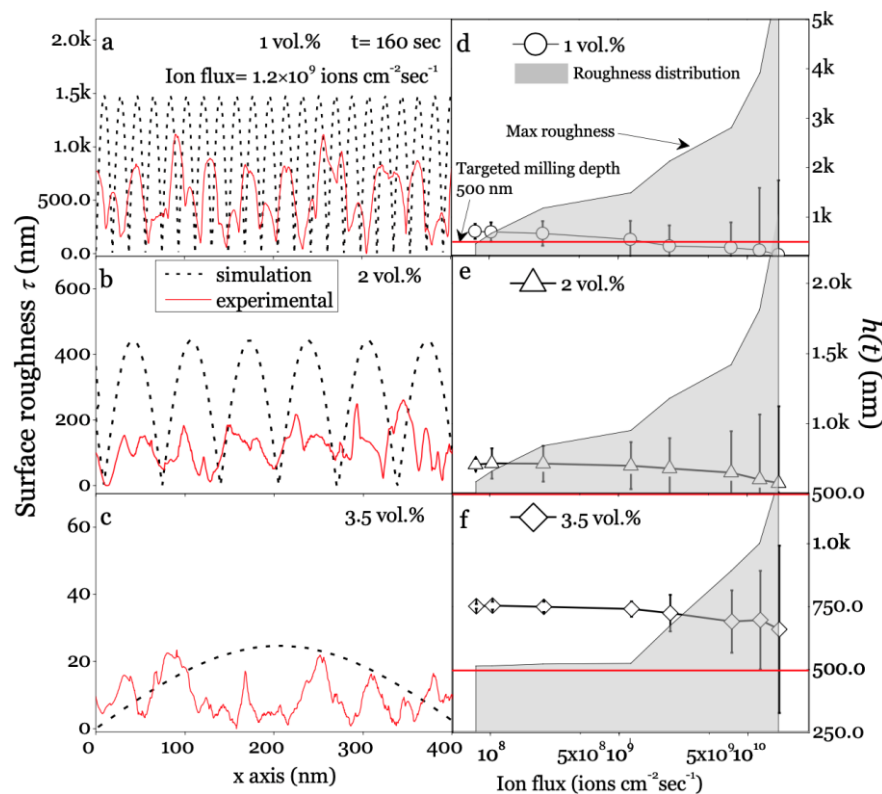 a
1 vol.% t= 160 sec
Ion flux= 1.2×10⁹ ions cm⁻²sec⁻¹
2.0k
1.5k
1.0k
500.0
0.0
b
simulation
experimental
2 vol.%
600
400
200
0
c
3.5 vol.%
60
40
20
0
0
100
200
300
400
x axis (nm)
Surface roughness τ (nm)
d
1 vol.%
Roughness distribution
Max roughness
Targeted milling depth
500 nm
5k
4k
3k
2k
1k
e
2 vol.%
2.0k
1.5k
1.0k
500.0
f
3.5 vol.%
1.0k
750.0
500.0
250.0
h(t) (nm)
10⁸
5x10⁸
10⁹
5x10⁹
10¹⁰
Ion flux (ions cm⁻²sec⁻¹)